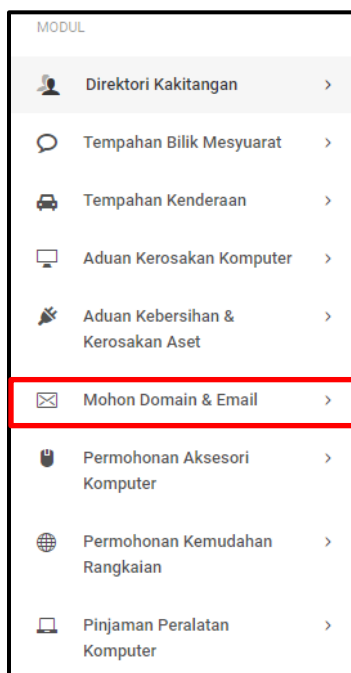 MODUL
Direktori Kakitangan
Tempahan Bilik Mesyuarat
Tempahan Kenderaan
Aduan Kerosakan Komputer
Aduan Kebersihan &
Kerosakan Aset
Mohon Domain & Email
Permohonan Aksesori
Komputer
Permohonan Kemudahan
Rangkaian
Pinjaman Peralatan
Komputer